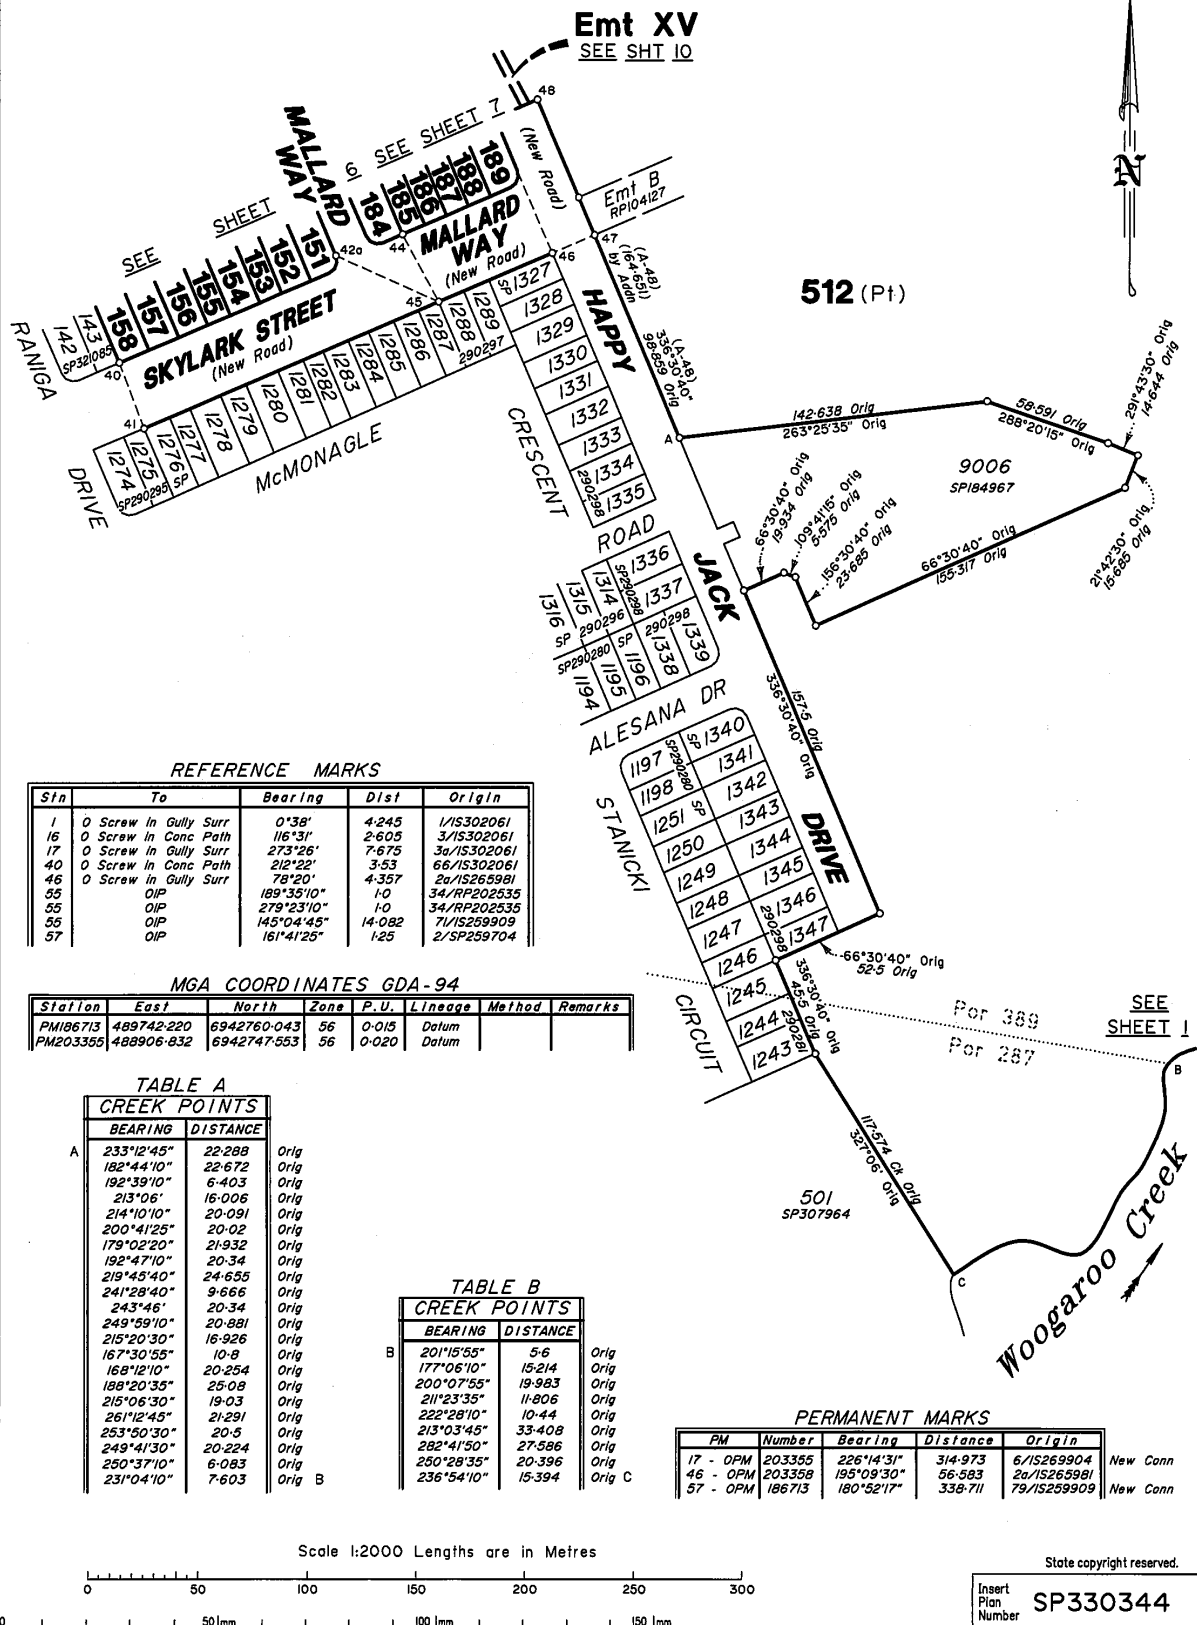 Emt XV
SEE SHT 10
48
MALLARD WAY
6 SEE SHEET 7
(New Road)
184
185
186
187
188
189
Emt B
RP104127
SEE SHEET
151
152
153
154
155
156
157
158
42a
44
MALLARD WAY
(New Road)
46
47
(A-48)
(164·651)
by Addn
512 (Pt)
RANIGA
142
143
SP321085
40
SKYLARK STREET
(New Road)
45
SP
1327
1328
1329
1330
1331
1332
1333
1334
1335
290298
1289
1288
1287
290297
1286
1285
1284
1283
1282
1281
1280
1279
1278
1277
1276
1275
1274
SP290295
SP
41
DRIVE
McMONAGLE
CRESCENT
HAPPY
(A-48)
336°30'40"
98·859 Orig
A
142·638 Orig
263°25'35" Orig
58·591 Orig
288°20'15" Orig
291°43'30" Orig
14·644 Orig
9006
SP184967
21°42'30" Orig
15·685 Orig
66°30'40" Orig
155·317 Orig
66°30'40" Orig
19·934 Orig
109°41'15" Orig
5·575 Orig
156°30'40" Orig
23·685 Orig
ROAD
JACK
1336
1337
SP290298
1314
1315
1316
SP 290296
SP 290298
1339
1338
1196
1195
1194
SP290280
157·5 Orig
336°30'40" Orig
ALESANA DR
STANICKI
1197
1198
SP290280
SP
1340
1341
1342
1343
1344
1345
1346
1347
290298
1251
SP
1250
1249
1248
1247
1246
1245
1244
1243
290281
DRIVE
66°30'40" Orig
52·5 Orig
336°30'40" Orig
45·5
CIRCUIT
Por 389
Por 287
SEE
SHEET 1
B
117·574 Ck Orig
327°06' Orig
501
SP307964
C
Woogaroo Creek
REFERENCE MARKS
Stn To Bearing Dist Origin
1 O Screw in Gully Surr 0°38' 4·245 1/IS302061
16 O Screw in Conc Path 116°31' 2·605 3/IS302061
17 O Screw in Gully Surr 273°26' 7·675 3a/IS302061
40 O Screw in Conc Path 212°22' 3·53 66/IS302061
46 O Screw in Gully Surr 78°20' 4·357 2a/IS265981
55 OIP 189°35'10" 1·0 34/RP202535
55 OIP 279°23'10" 1·0 34/RP202535
55 OIP 145°04'45" 14·082 71/IS259909
57 OIP 161°41'25" 1·25 2/SP259704
MGA COORDINATES GDA-94
Station East North Zone P.U. Lineage Method Remarks
PM186713 489742·220 6942760·043 56 0·015 Datum
PM203355 488906·832 6942747·553 56 0·020 Datum
TABLE A
CREEK POINTS
BEARING DISTANCE
A 233°12'45" 22·288 Orig
182°44'10" 22·672 Orig
192°39'10" 6·403 Orig
213°06' 16·006 Orig
214°10'10" 20·091 Orig
200°41'25" 20·02 Orig
179°02'20" 21·932 Orig
192°47'10" 20·34 Orig
219°45'40" 24·655 Orig
241°28'40" 9·666 Orig
243°46' 20·34 Orig
249°59'10" 20·881 Orig
215°20'30" 16·926 Orig
167°30'55" 10·8 Orig
168°12'10" 20·254 Orig
188°20'35" 25·08 Orig
215°06'30" 19·03 Orig
261°12'45" 21·291 Orig
253°50'30" 20·5 Orig
249°41'30" 20·224 Orig
250°37'10" 6·083 Orig
231°04'10" 7·603 Orig B
TABLE B
CREEK POINTS
BEARING DISTANCE
B 201°15'55" 5·6 Orig
177°06'10" 15·214 Orig
200°07'55" 19·983 Orig
211°23'35" 11·806 Orig
222°28'10" 10·44 Orig
213°03'45" 33·408 Orig
282°41'50" 27·586 Orig
250°28'35" 20·396 Orig
236°54'10" 15·394 Orig C
PERMANENT MARKS
PM Number Bearing Distance Origin
17 - OPM 203355 226°14'31" 314·973 6/IS269904 New Conn
46 - OPM 203358 195°09'30" 56·583 2a/IS265981
57 - OPM 186713 180°52'17" 338·711 79/IS259909 New Conn
Scale 1:2000 Lengths are in Metres
0 50 100 150 200 250 300
0 50mm 100mm 150mm
State copyright reserved.
Insert Plan Number SP330344